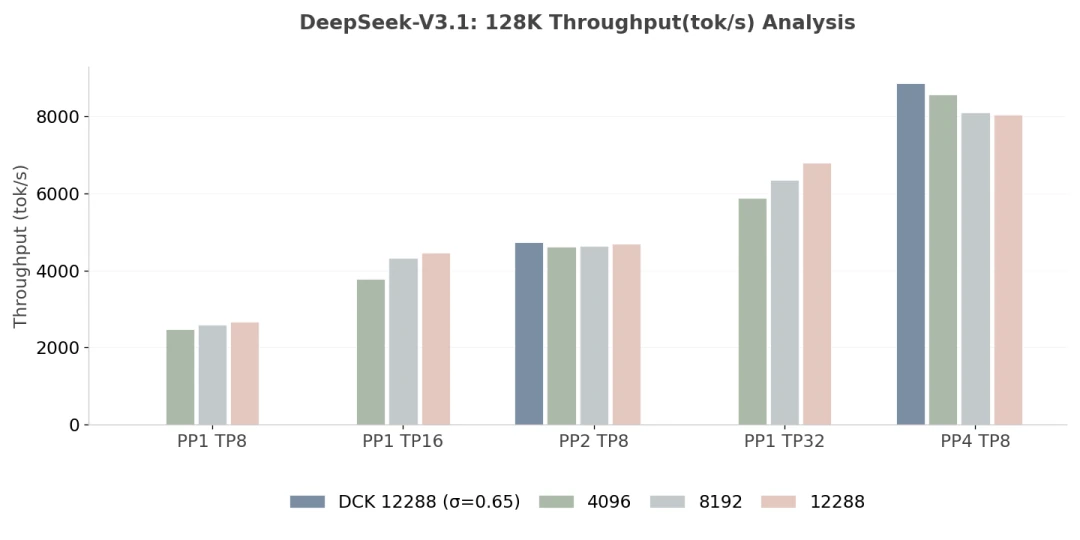 DeepSeek-V3.1: 128K Throughput(tok/s) Analysis
Throughput (tok/s)
8000
6000
4000
2000
0
PP1 TP8
PP1 TP16
PP2 TP8
PP1 TP32
PP4 TP8
DCK 12288 (σ=0.65)
4096
8192
12288